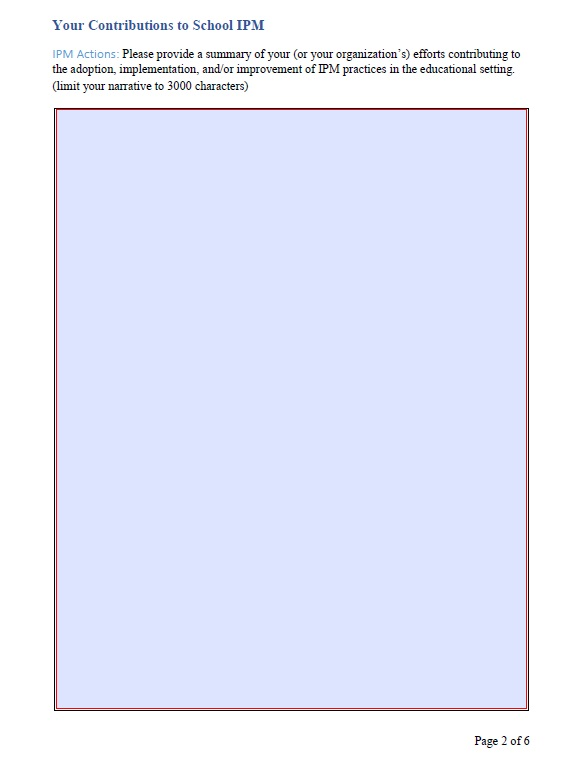 Your Contributions to School IPM
IPM Actions: Please provide a summary of your (or your organization's) efforts contributing to
the adoption, implementation, and/or improvement of IPM practices in the educational setting.
(limit your narrative to 3000 characters)
Page 2 of 6